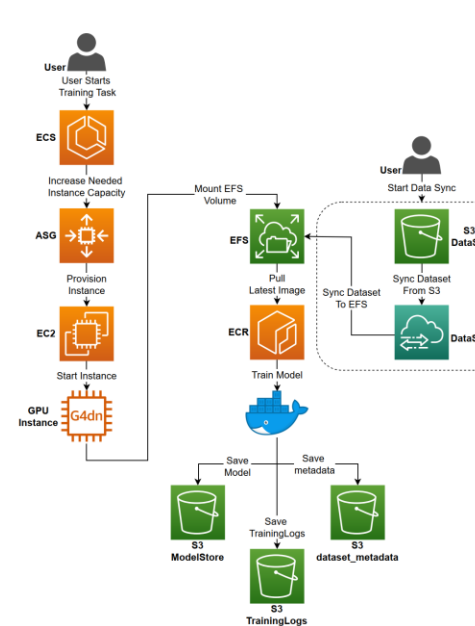 User
User Starts
Training Task
ECS
Increase Needed
Instance Capacity
ASG
Provision
Instance
EC2
Start Instance
GPU
Instance
G4dn
Mount EFS
Volume
EFS
Pull
Latest Image
ECR
Train Model
User
Start Data Sync
S3
Sync Dataset
From S3
Sync Dataset
To EFS
Save
Model
Save
metadata
Save
TrainingLogs
S3
ModelStore
S3
dataset_metadata
S3
TrainingLogs